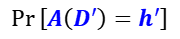 Pr[A(D′) = h′]